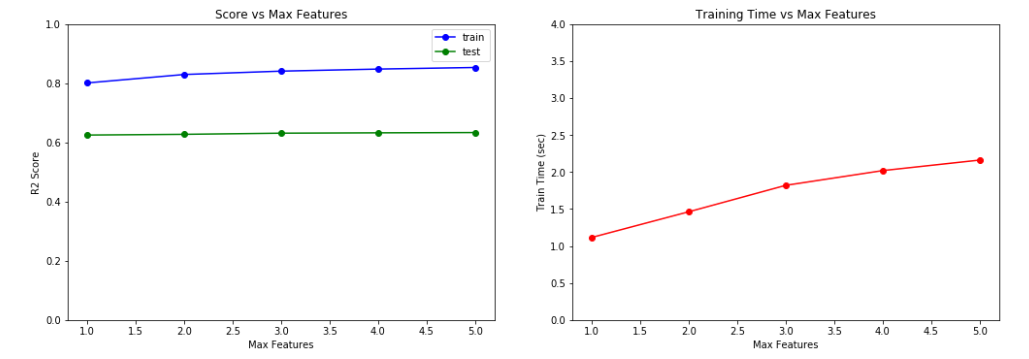 Score vs Max Features
1.0
0.8
0.6
0.4
0.2
0.0
R2 Score
train
test
1.0 1.5 2.0 2.5 3.0 3.5 4.0 4.5 5.0
Max Features
Training Time vs Max Features
4.0
3.5
3.0
2.5
2.0
1.5
1.0
0.5
0.0
Train Time (sec)
1.0 1.5 2.0 2.5 3.0 3.5 4.0 4.5 5.0
Max Features